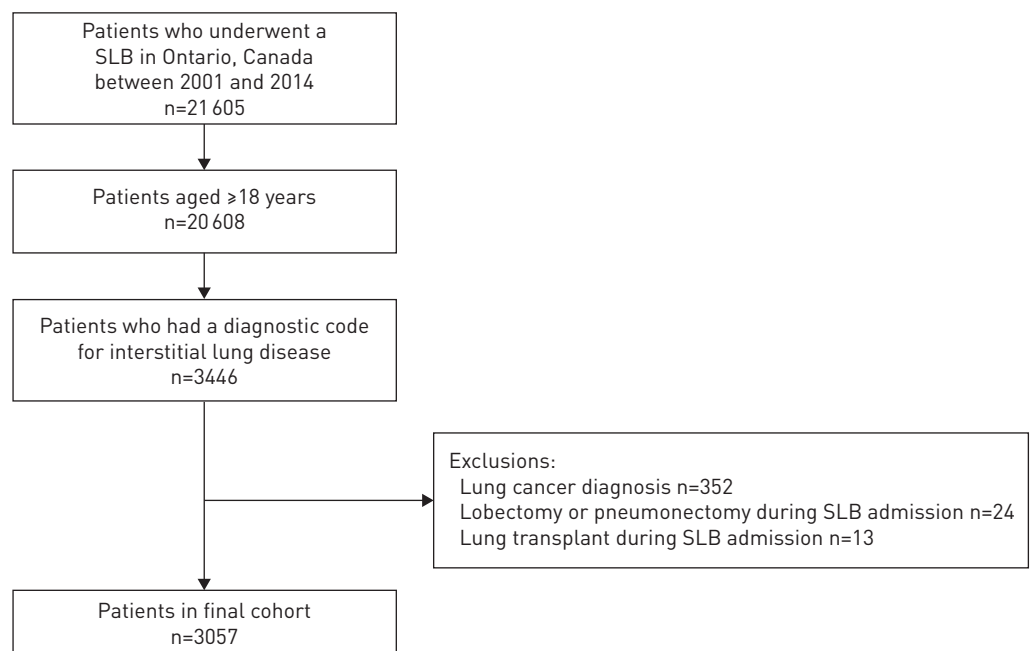 Patients who underwent a
SLB in Ontario, Canada
between 2001 and 2014
n=21 605
Patients aged ≥18 years
n=20 608
Patients who had a diagnostic code
for interstitial lung disease
n=3446
Exclusions:
Lung cancer diagnosis n=352
Lobectomy or pneumonectomy during SLB admission n=24
Lung transplant during SLB admission n=13
Patients in final cohort
n=3057